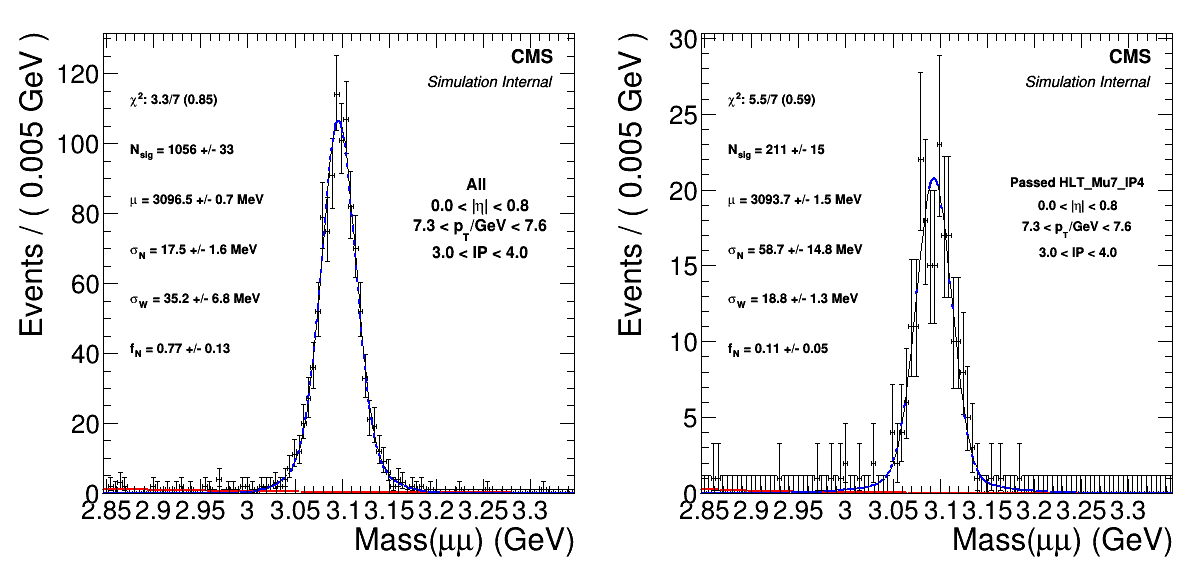 Events / ( 0.005 GeV )
120
100
80
60
40
20
0
CMS
Simulation Internal
χ²: 3.3/7 (0.85)
N_sig = 1056 +/- 33
μ = 3096.5 +/- 0.7 MeV
σ_N = 17.5 +/- 1.6 MeV
σ_W = 35.2 +/- 6.8 MeV
f_N = 0.77 +/- 0.13
All
0.0 < |η| < 0.8
7.3 < p_T/GeV < 7.6
3.0 < IP < 4.0
2.85 2.9 2.95 3 3.05 3.1 3.15 3.2 3.25 3.3
Mass(μμ) (GeV)
Events / ( 0.005 GeV )
30
25
20
15
10
5
0
CMS
Simulation Internal
χ²: 5.5/7 (0.59)
N_sig = 211 +/- 15
μ = 3093.7 +/- 1.5 MeV
σ_N = 58.7 +/- 14.8 MeV
σ_W = 18.8 +/- 1.3 MeV
f_N = 0.11 +/- 0.05
Passed HLT_Mu7_IP4
0.0 < |η| < 0.8
7.3 < p_T/GeV < 7.6
3.0 < IP < 4.0
2.85 2.9 2.95 3 3.05 3.1 3.15 3.2 3.25 3.3
Mass(μμ) (GeV)